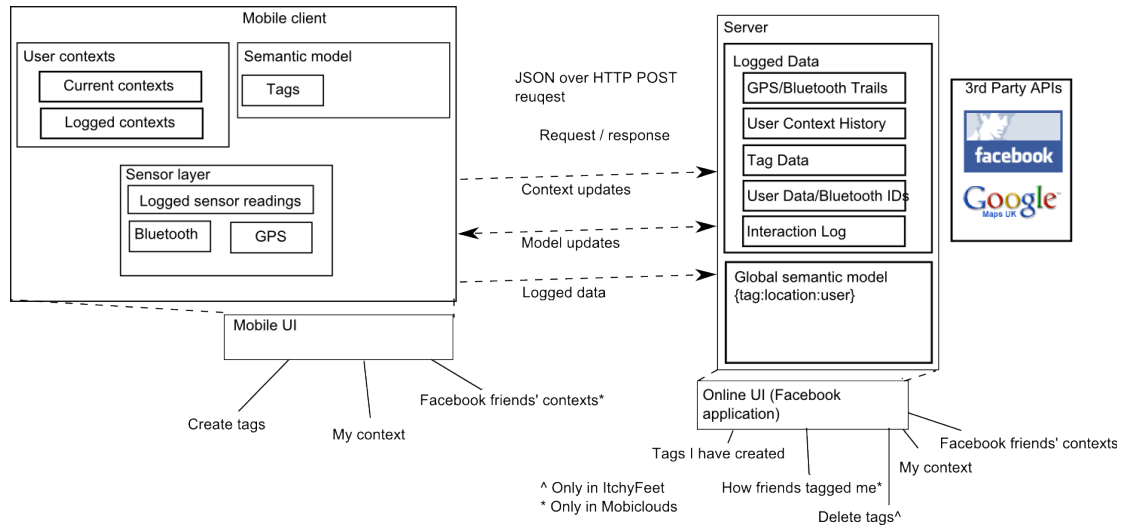 Mobile client
User contexts
Current contexts
Logged contexts
Semantic model
Tags
Sensor layer
Logged sensor readings
Bluetooth
GPS
Mobile UI
Create tags
My context
Facebook friends' contexts*
JSON over HTTP POST
reuqest
Request / response
Context updates
Model updates
Logged data
Server
Logged Data
GPS/Bluetooth Trails
User Context History
Tag Data
User Data/Bluetooth IDs
Interaction Log
Global semantic model
{tag:location:user}
3rd Party APIs
facebook
Google
Maps UK
Online UI (Facebook
application)
Tags I have created
How friends tagged me*
Delete tags^
My context
Facebook friends' contexts
^ Only in ItchyFeet
* Only in Mobiclouds